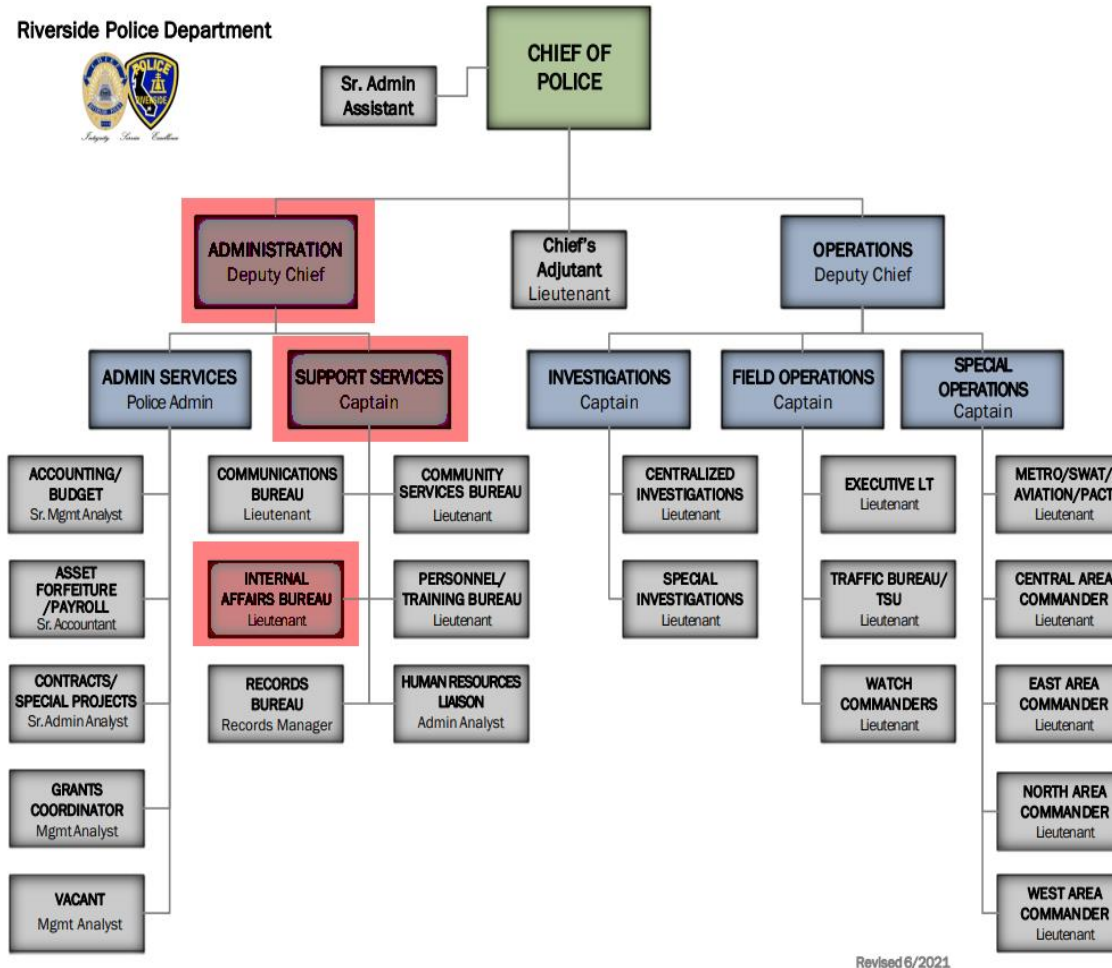 Riverside Police Department
POLICE
RIVERSIDE
Integrity Service Excellence
CHIEF OF
POLICE
Sr. Admin
Assistant
ADMINISTRATION
Deputy Chief
Chief's
Adjutant
Lieutenant
OPERATIONS
Deputy Chief
ADMIN SERVICES
Police Admin
SUPPORT SERVICES
Captain
INVESTIGATIONS
Captain
FIELD OPERATIONS
Captain
SPECIAL
OPERATIONS
Captain
ACCOUNTING/
BUDGET
Sr. Mgmt Analyst
COMMUNICATIONS
BUREAU
Lieutenant
COMMUNITY
SERVICES BUREAU
Lieutenant
CENTRALIZED
INVESTIGATIONS
Lieutenant
EXECUTIVE LT
Lieutenant
METRO/SWAT/
AVIATION/PACT
Lieutenant
ASSET
FORFEITURE
/PAYROLL
Sr. Accountant
INTERNAL
AFFAIRS BUREAU
Lieutenant
PERSONNEL/
TRAINING BUREAU
Lieutenant
SPECIAL
INVESTIGATIONS
Lieutenant
TRAFFIC BUREAU/
TSU
Lieutenant
CENTRAL AREA
COMMANDER
Lieutenant
CONTRACTS/
SPECIAL PROJECTS
Sr. Admin Analyst
RECORDS
BUREAU
Records Manager
HUMAN RESOURCES
LIAISON
Admin Analyst
WATCH
COMMANDERS
Lieutenant
EAST AREA
COMMANDER
Lieutenant
GRANTS
COORDINATOR
Mgmt Analyst
NORTH AREA
COMMANDER
Lieutenant
VACANT
Mgmt Analyst
WEST AREA
COMMANDER
Lieutenant
Revised 6/2021